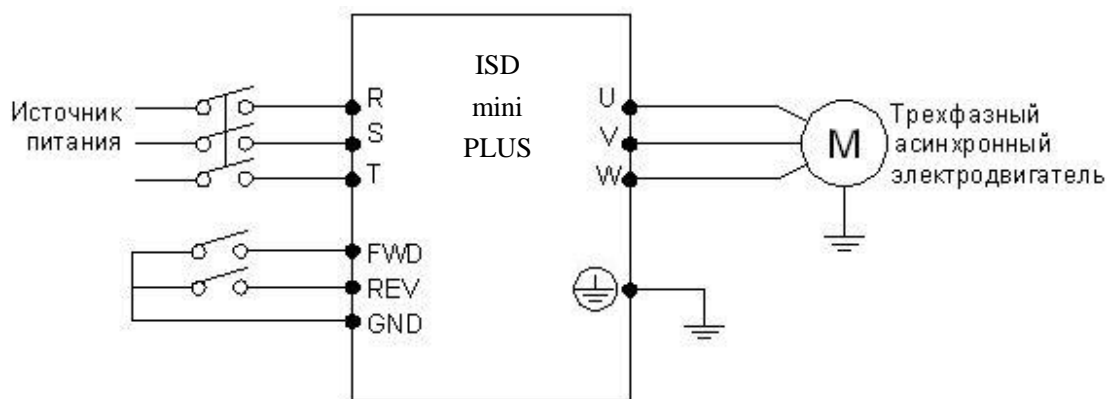 ISD
mini
PLUS
Источник
питания
R
S
T
FWD
REV
GND
U
V
W
M
Трехфазный
асинхронный
электродвигатель